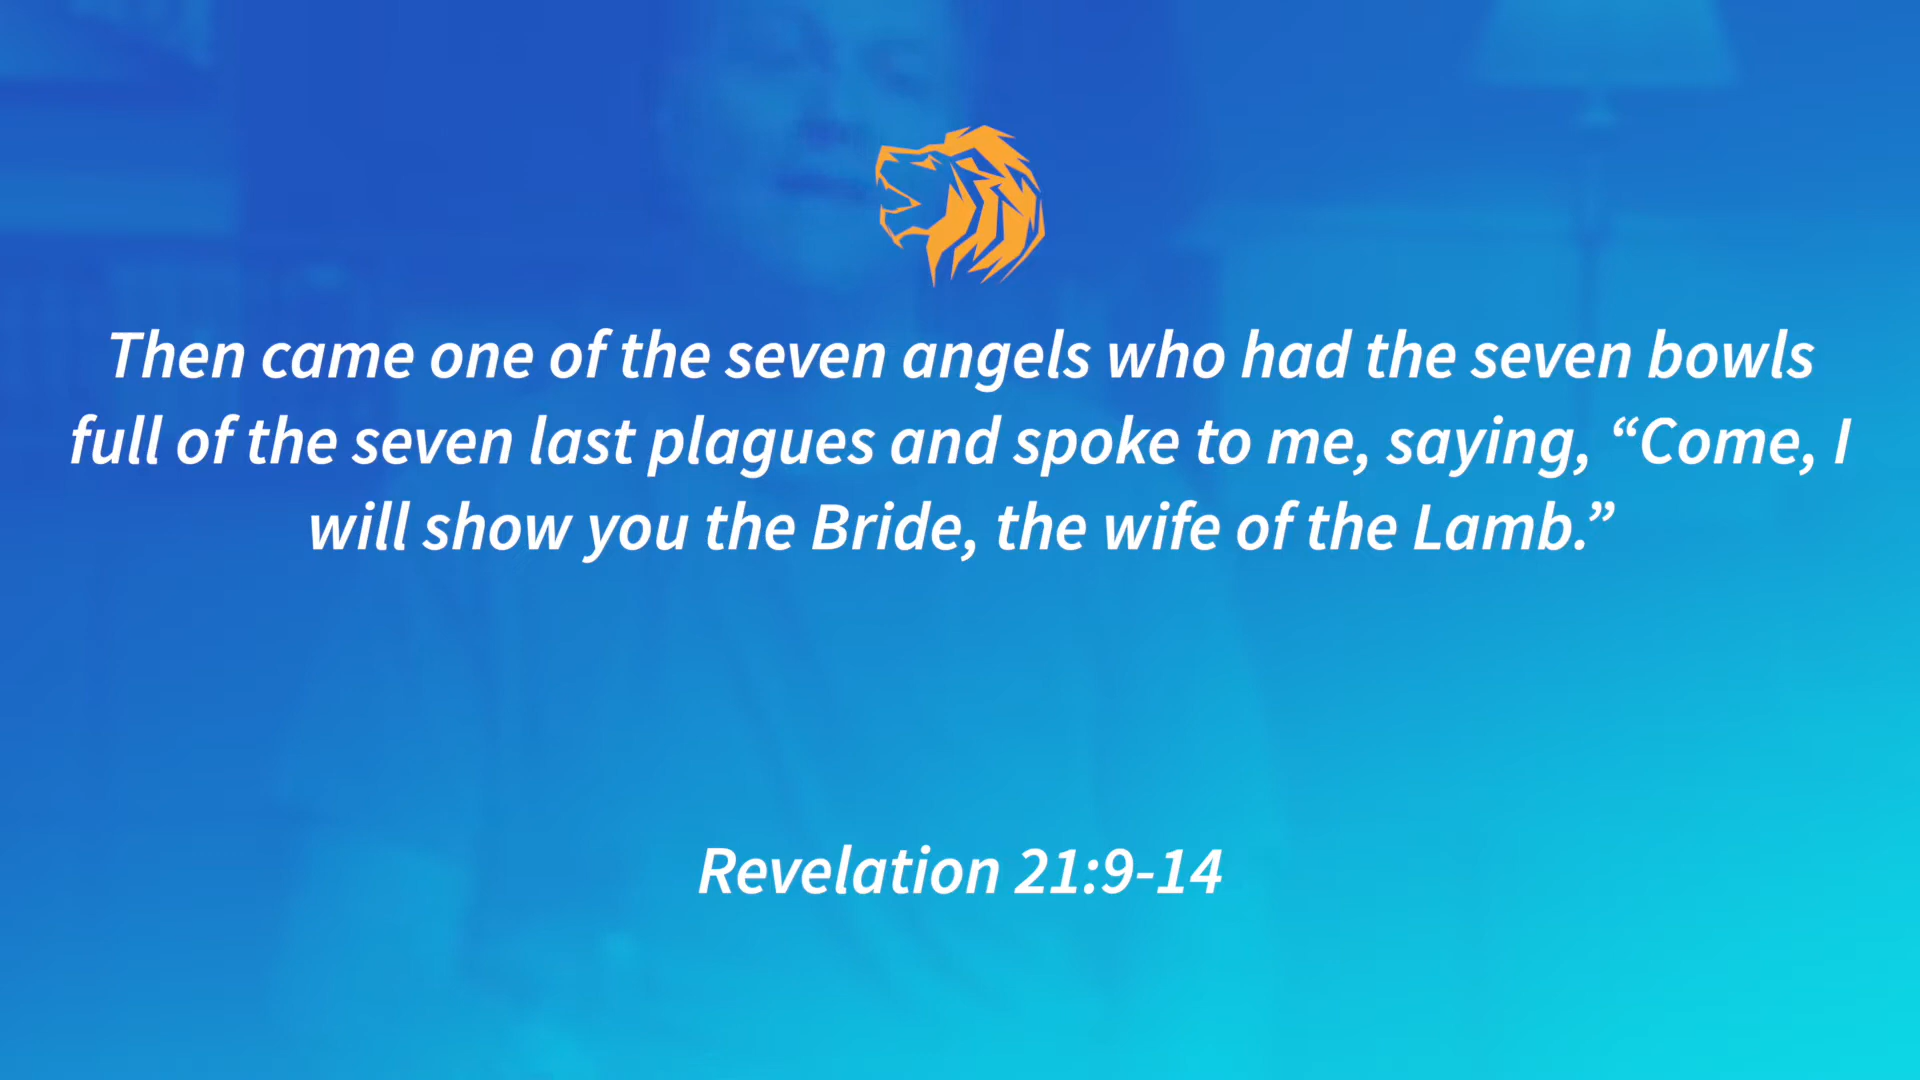 Then came one of the seven angels who had the seven bowls
full of the seven last plagues and spoke to me, saying, “Come, I
will show you the Bride, the wife of the Lamb.”
Revelation 21:9-14